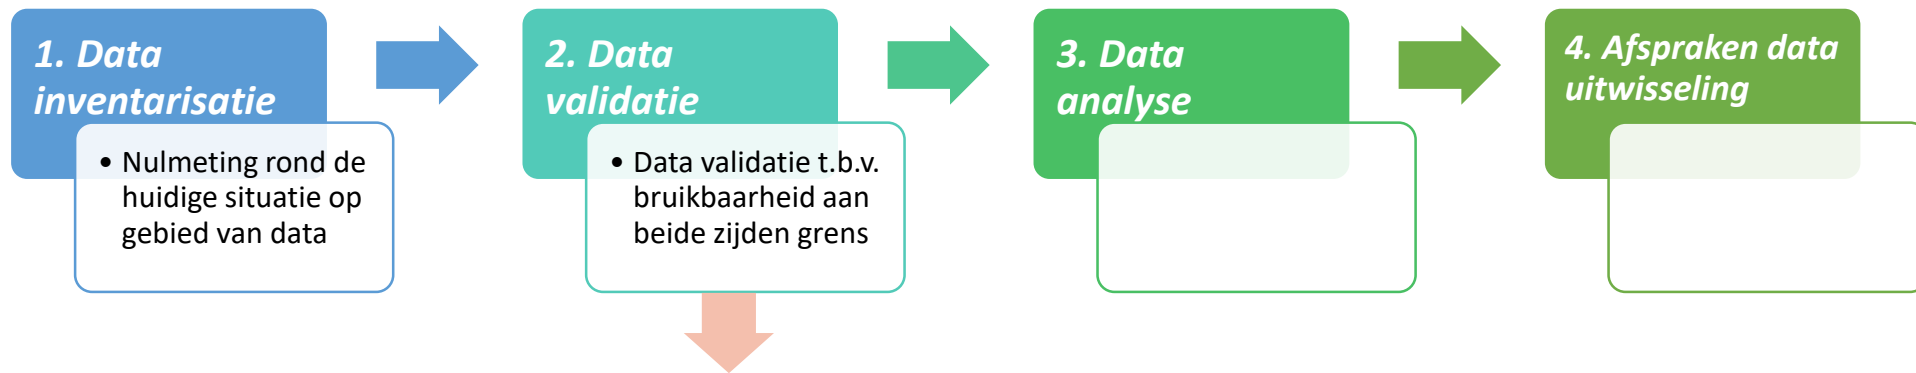 1. Data
inventarisatie
• Nulmeting rond de
huidige situatie op
gebied van data
2. Data
validatie
• Data validatie t.b.v.
bruikbaarheid aan
beide zijden grens
3. Data
analyse
4. Afspraken data
uitwisseling